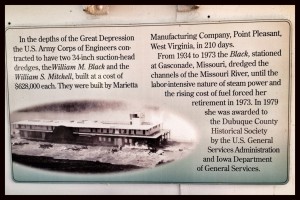 In the depths of the Great Depression
the U.S. Army Corps of Engineers con-
tracted to have two 34-inch suction-head
dredges, the William M. Black and the
William S. Mitchell, built at a cost of
$628,000 each. They were built by Marietta
Manufacturing Company, Point Pleasant,
West Virginia, in 210 days.
From 1934 to 1973 the Black, stationed
at Gasconade, Missouri, dredged the
channels of the Missouri River, until the
labor-intensive nature of steam power and
the rising cost of fuel forced her
retirement in 1973. In 1979
she was awarded to
the Dubuque County
Historical Society
by the U.S. General
Services Administration
and Iowa Department
of General Services.